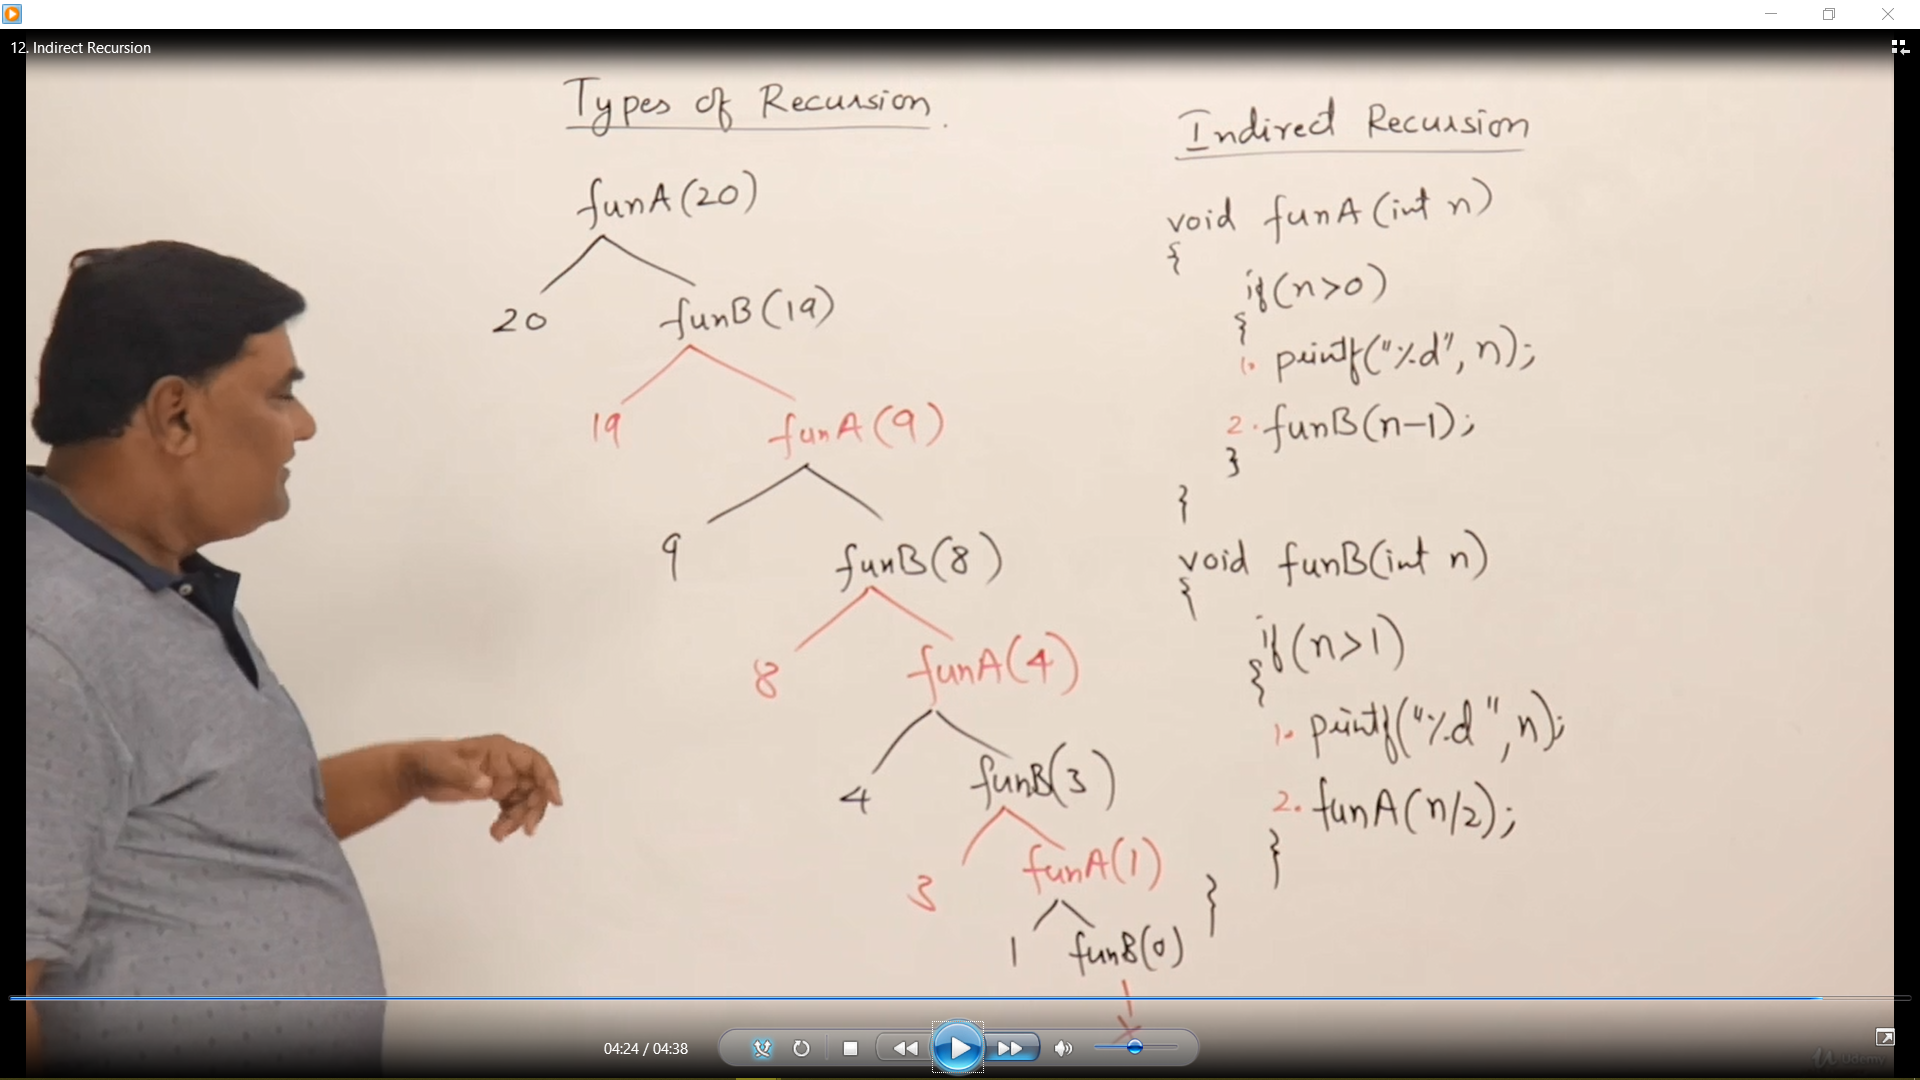 12. Indirect Recursion
Types of Recursion.
funA(20)
20 funB(19)
19 funA(9)
9 funB(8)
8 funA(4)
4 funB(3)
3 funA(1)
1 funB(0)
Indirect Recursion
void funA(int n)
{
if(n>0)
{
1. printf("%d", n);
2. funB(n-1);
}
}
void funB(int n)
{
if(n>1)
{
1. printf("%d", n);
2. funA(n/2);
}
}
04:24 / 04:38
Udemy